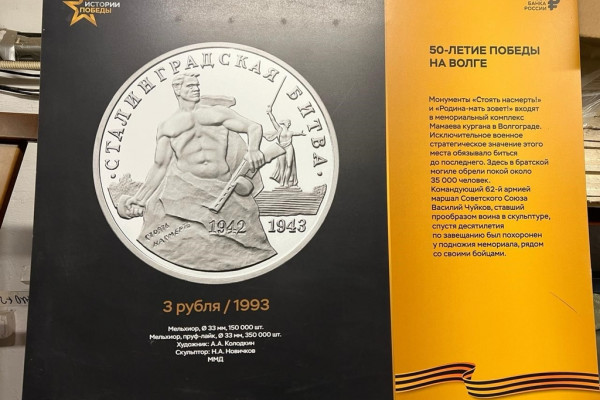 ИСТОРИИ
ПОБЕДЫ
СТАЛИНГРАДСКАЯ БИТВА
СТОЯТЬ
НАСМЕРТЬ
1942 1943
3 рубля / 1993
Мельхиор, Ø 33 мм, 150 000 шт.
Мельхиор, пруф-лайк, Ø 33 мм, 350 000 шт.
Художник: А.А. Колодкин
Скульптор: Н.А. Новичков
ММД
БАНКА
РОССИИ
50-ЛЕТИЕ ПОБЕДЫ
НА ВОЛГЕ
Монументы «Стоять насмерть!»
и «Родина-мать зовет!» входят
в мемориальный комплекс
Мамаева кургана в Волгограде.
Исключительное военное
стратегическое значение этого
места обязывало биться
до последнего. Здесь в братской
могиле обрели покой около
35 000 человек.
Командующий 62-й армией
маршал Советского Союза
Василий Чуйков, ставший
прообразом воина в скульптуре,
спустя десятилетия
по завещанию был похоронен
у подножия мемориала, рядом
со своими бойцами.